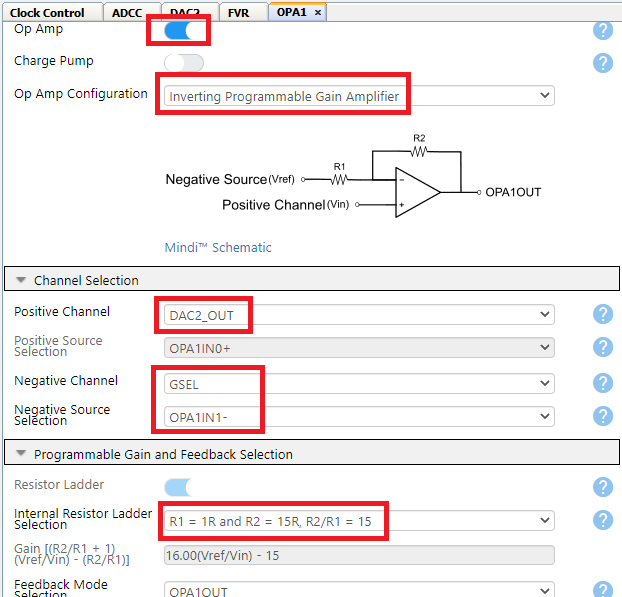 Clock Control ADCC DAC2 FVR OPA1 ×
Op Amp ?
Charge Pump ?
Op Amp Configuration Inverting Programmable Gain Amplifier
R2
R1
Negative Source(Vref) −
OPA1OUT
Positive Channel(Vin) +
Mindi™ Schematic
Channel Selection
Positive Channel DAC2_OUT ?
Positive Source
Selection OPA1IN0+ ?
Negative Channel GSEL ?
Negative Source
Selection OPA1IN1- ?
Programmable Gain and Feedback Selection
Resistor Ladder ?
Internal Resistor Ladder
Selection R1 = 1R and R2 = 15R, R2/R1 = 15 ?
Gain [(R2/R1 + 1)
(Vref/Vin) - (R2/R1)] 16.00(Vref/Vin) - 15
Feedback Mode
Selection OPA1OUT ?